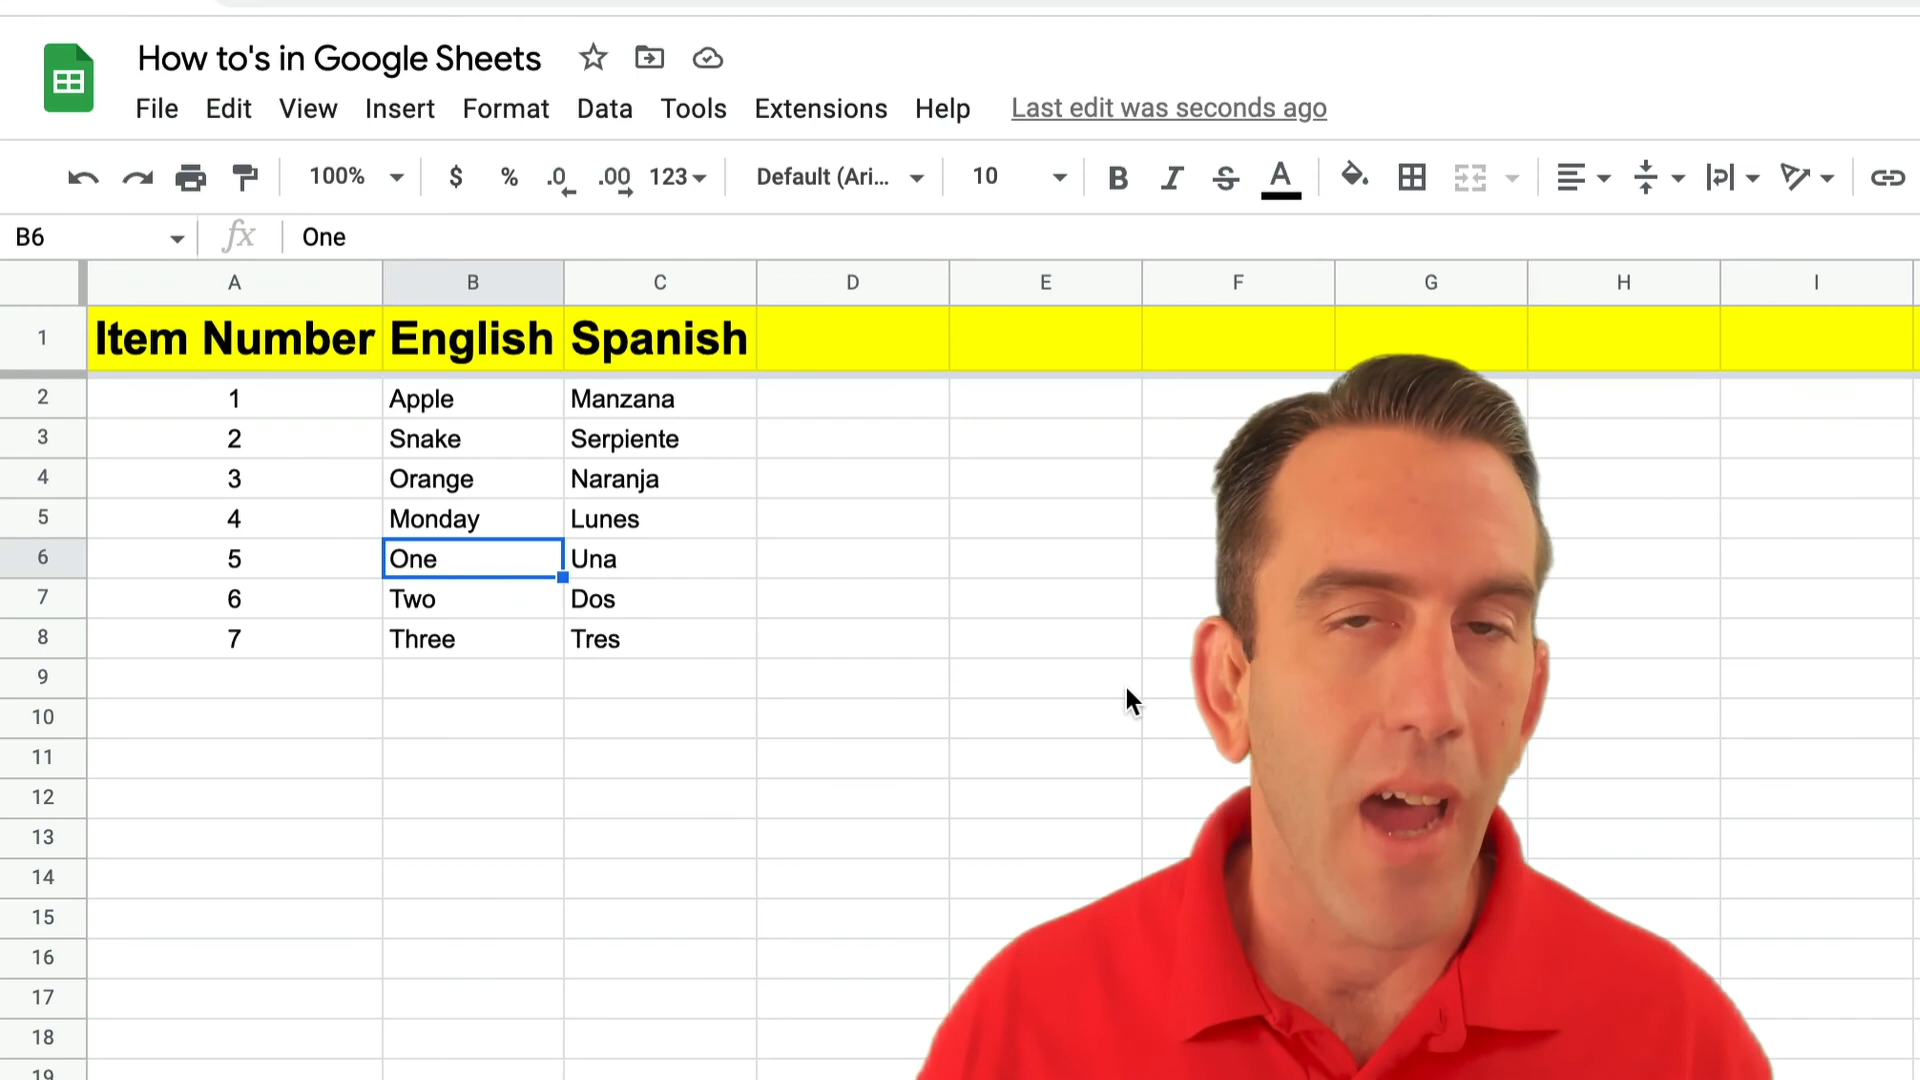 How to's in Google Sheets
File Edit View Insert Format Data Tools Extensions Help Last edit was seconds ago
100% $ % .0 .00 123 Default (Ari... 10 B I S A
B6 fx One
A B C D E F G H I
1 Item Number English Spanish
2 1 Apple Manzana
3 2 Snake Serpiente
4 3 Orange Naranja
5 4 Monday Lunes
6 5 One Una
7 6 Two Dos
8 7 Three Tres
9
10
11
12
13
14
15
16
17
18
19